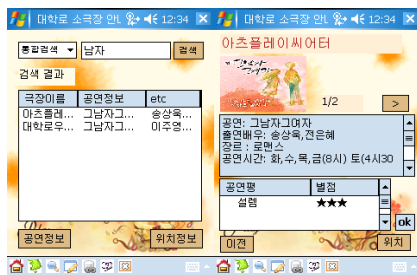 대학로 소극장 안 12:34
통합검색 남자 검색
검색 결과
극장이름 공연정보 etc
아츠플레... 그남자그... 송상욱...
대학로우... 그남자그... 이주영...
공연정보 위치정보
대학로 소극장 안 12:34
아츠플레이씨어터
1/2 >
공연: 그남자그여자
출연배우: 송상욱,전은혜
장르 : 로맨스
공연시간: 화,수,목,금(8시) 토(4시30
공연평 별점
설렘 ★★★
ok
이전 위치